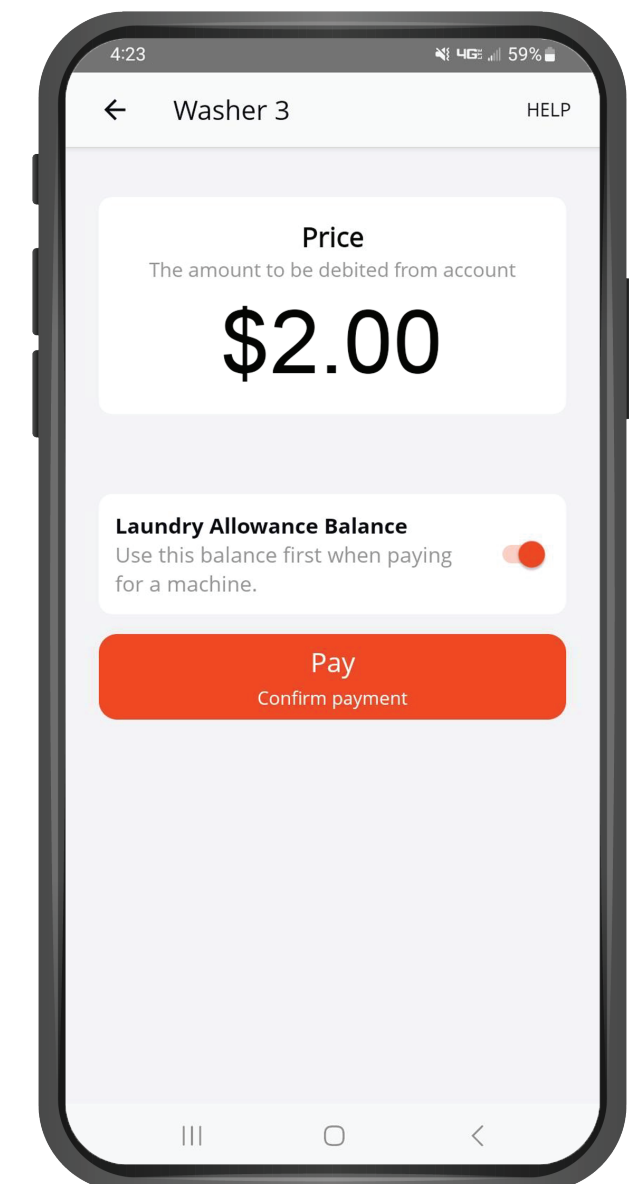 4:23 4G 59%
Washer 3 HELP
Price
The amount to be debited from account
$2.00
Laundry Allowance Balance
Use this balance first when paying
for a machine.
Pay
Confirm payment